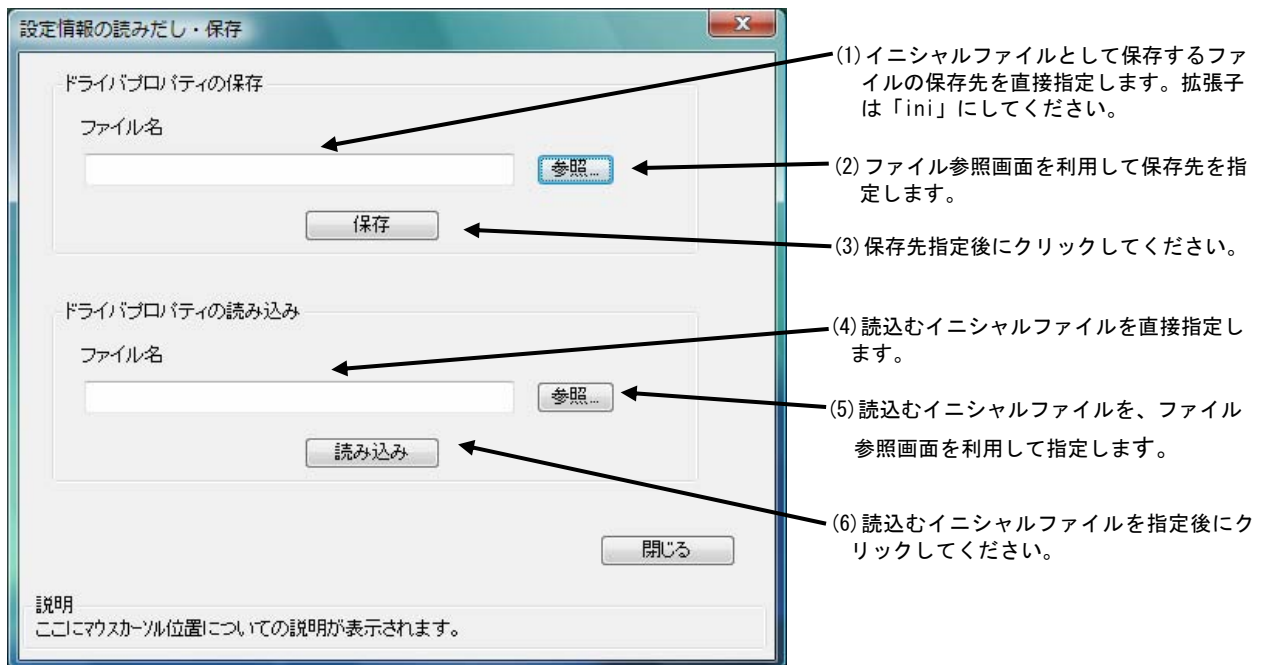 設定情報の読みだし・保存
ドライバプロパティの保存
ファイル名
参照...
保存
ドライバプロパティの読み込み
ファイル名
参照...
読み込み
閉じる
説明
ここにマウスカーソル位置についての説明が表示されます。
(1)イニシャルファイルとして保存するファ
イルの保存先を直接指定します。拡張子
は「ini」にしてください。
(2)ファイル参照画面を利用して保存先を指
定します。
(3)保存先指定後にクリックしてください。
(4)読込むイニシャルファイルを直接指定し
ます。
(5)読込むイニシャルファイルを、ファイル
参照画面を利用して指定します。
(6)読込むイニシャルファイルを指定後にク
リックしてください。